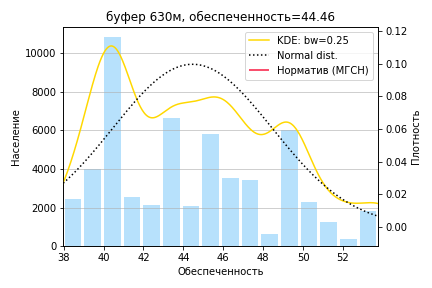 буфер 630м, обеспеченность=44.46
KDE: bw=0.25
Normal dist.
Норматив (МГСН)
Население
10000
8000
6000
4000
2000
0
0.12
0.10
0.08
0.06
0.04
0.02
0.00
Плотность
38 40 42 44 46 48 50 52
Обеспеченность